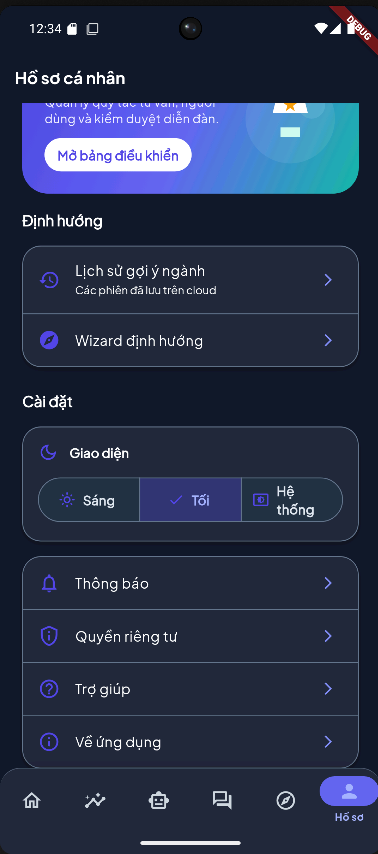 12:34
DEBUG
Hồ sơ cá nhân
Quản lý quy tắc tư vấn, người
dùng và kiểm duyệt diễn đàn.
Mở bảng điều khiển
Định hướng
Lịch sử gợi ý ngành
Các phiên đã lưu trên cloud
Wizard định hướng
Cài đặt
Giao diện
Sáng
Tối
Hệ
thống
Thông báo
Quyền riêng tư
Trợ giúp
Về ứng dụng
Hồ sơ